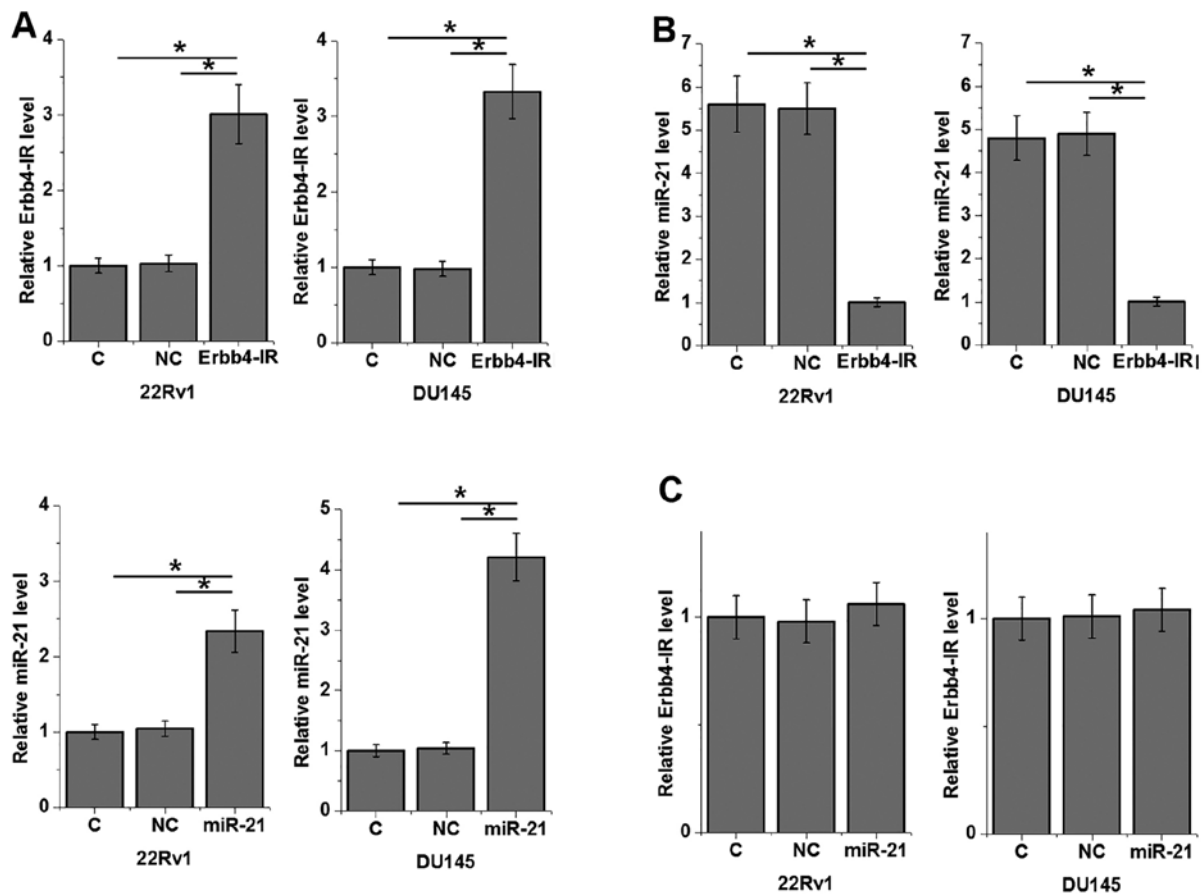 A
Relative Erbb4-IR level
4
3
2
1
0
*
*
C NC Erbb4-IR
22Rv1
Relative Erbb4-IR level
4
3
2
1
0
*
*
C NC Erbb4-IR
DU145
B
Relative miR-21 level
7
6
5
4
3
2
1
0
*
*
C NC Erbb4-IR
22Rv1
Relative miR-21 level
7
6
5
4
3
2
1
0
*
*
C NC Erbb4-IR
DU145
Relative miR-21 level
4
3
2
1
0
*
*
C NC miR-21
22Rv1
Relative miR-21 level
5
4
3
2
1
0
*
*
C NC miR-21
DU145
C
Relative Erbb4-IR level
1
0
C NC miR-21
22Rv1
Relative Erbb4-IR level
1
0
C NC miR-21
DU145